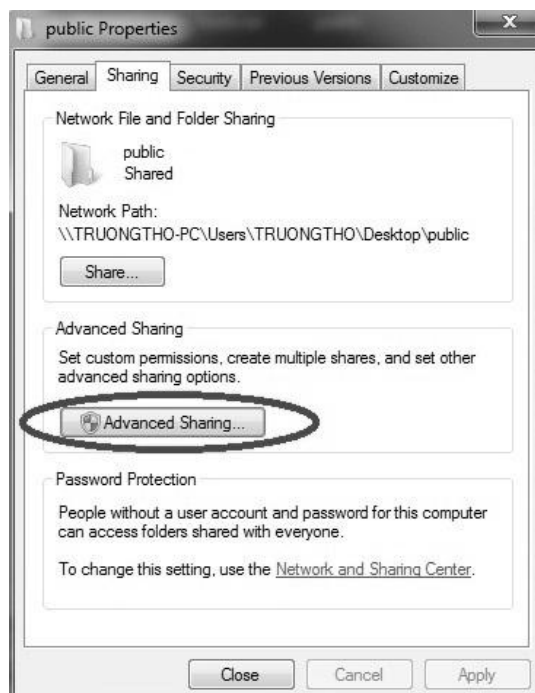 public Properties
X
General Sharing Security Previous Versions Customize
Network File and Folder Sharing
public
Shared
Network Path:
\\TRUONGTHO-PC\Users\TRUONGTHO\Desktop\public
Share...
Advanced Sharing
Set custom permissions, create multiple shares, and set other
advanced sharing options.
Advanced Sharing...
Password Protection
People without a user account and password for this computer
can access folders shared with everyone.
To change this setting, use the Network and Sharing Center.
Close Cancel Apply